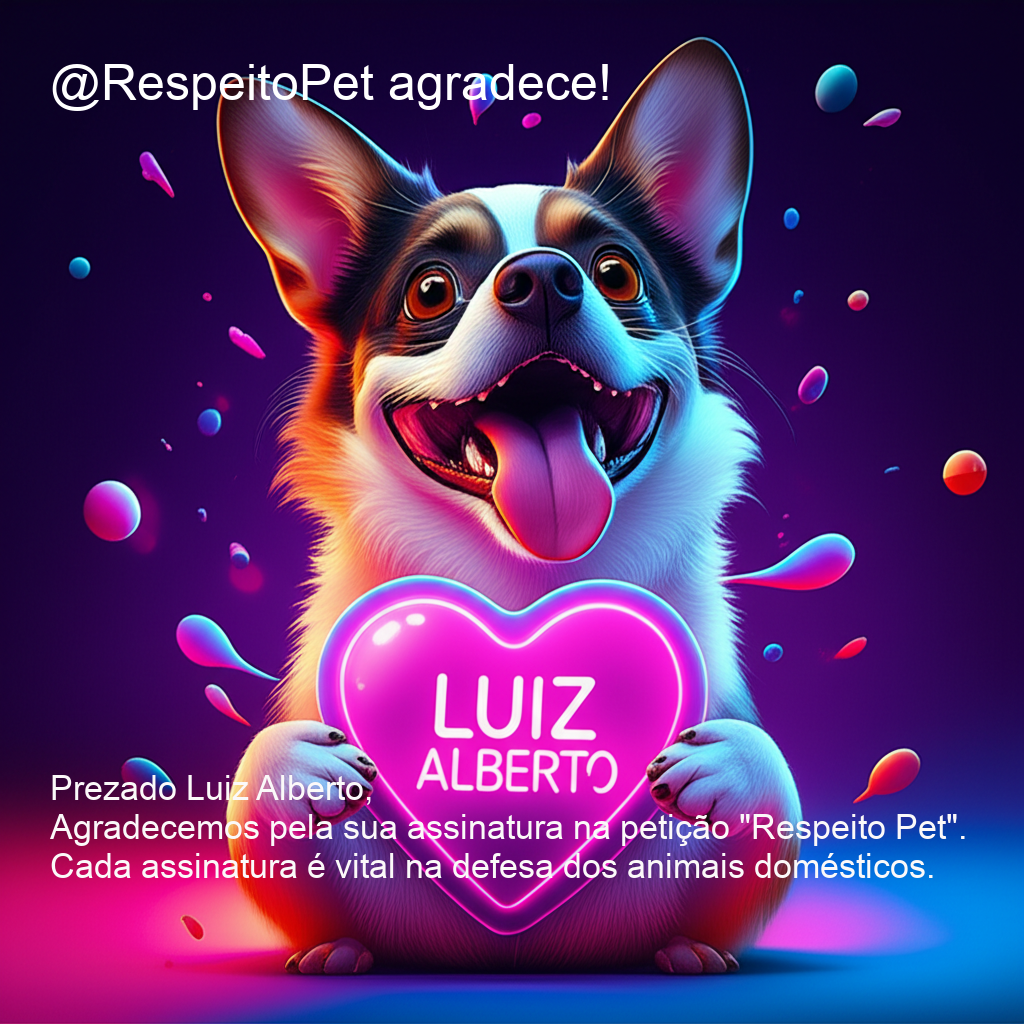 @RespeitoPet agradece!
LUIZ
ALBERTO
Prezado Luiz Alberto,
Agradecemos pela sua assinatura na petição "Respeito Pet".
Cada assinatura é vital na defesa dos animais domésticos.